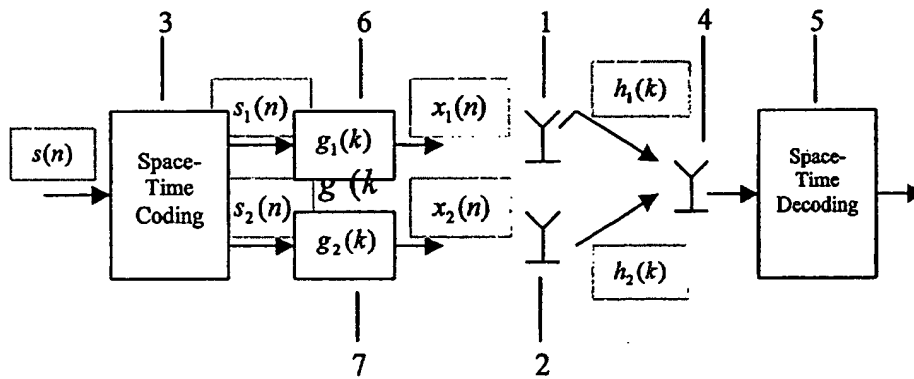 3 6 1 4 5
s(n)
Space-
Time
Coding
s₁(n)
g₁(k)
x₁(n)
h₁(k)
g (k
s₂(n)
g₂(k)
x₂(n)
h₂(k)
Space-
Time
Decoding
7 2